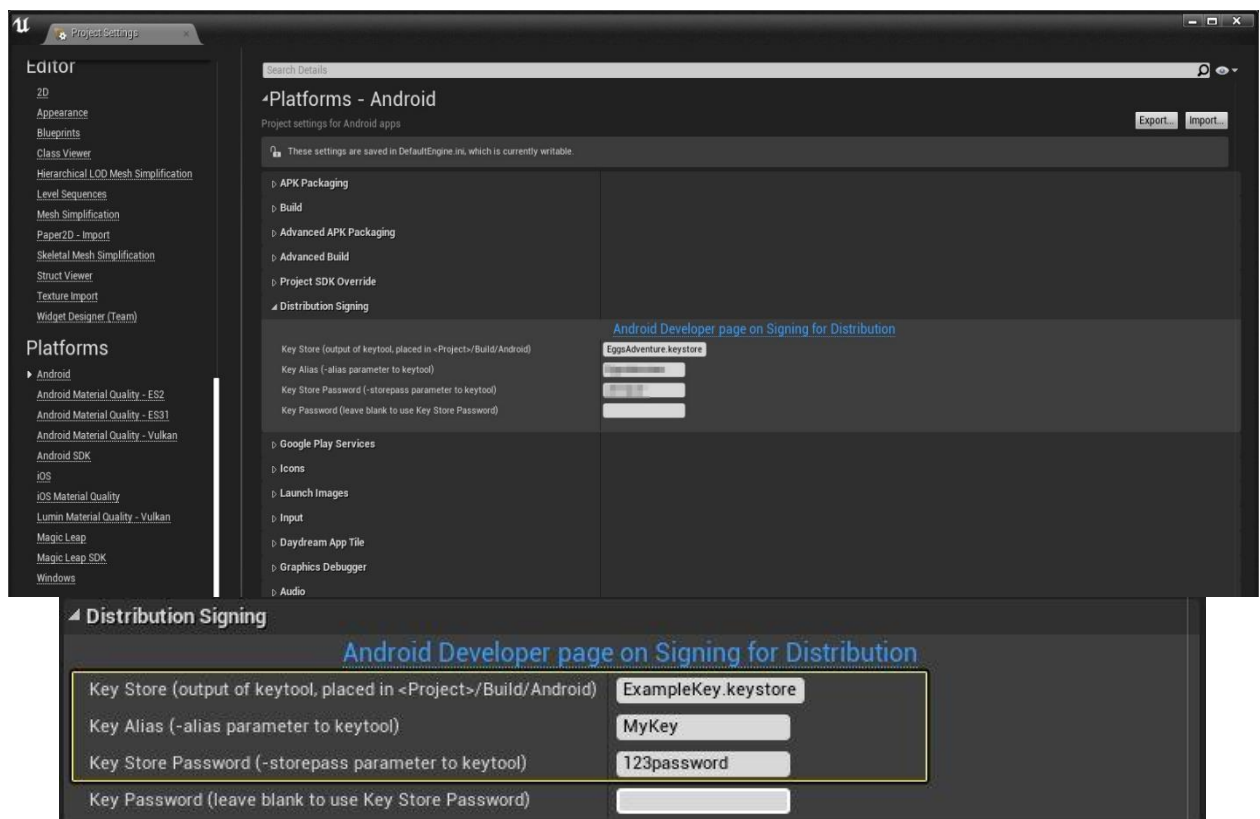 Project Settings
Editor
2D
Appearance
Blueprints
Class Viewer
Hierarchical LOD Mesh Simplification
Level Sequences
Mesh Simplification
Paper2D - Import
Skeletal Mesh Simplification
Struct Viewer
Texture Import
Widget Designer (Team)
Platforms
Android
Android Material Quality - ES2
Android Material Quality - ES31
Android Material Quality - Vulkan
Android SDK
iOS
iOS Material Quality
Lumin Material Quality - Vulkan
Magic Leap
Magic Leap SDK
Windows
Search Details
Platforms - Android
Project settings for Android apps
Export... Import...
These settings are saved in DefaultEngine.ini, which is currently writable.
APK Packaging
Build
Advanced APK Packaging
Advanced Build
Project SDK Override
Distribution Signing
Android Developer page on Signing for Distribution
Key Store (output of keytool, placed in <Project>/Build/Android) EggsAdventure.keystore
Key Alias (-alias parameter to keytool)
Key Store Password (-storepass parameter to keytool)
Key Password (leave blank to use Key Store Password)
Google Play Services
Icons
Launch Images
Input
Daydream App Tile
Graphics Debugger
Audio
Distribution Signing
Android Developer page on Signing for Distribution
Key Store (output of keytool, placed in <Project>/Build/Android) ExampleKey.keystore
Key Alias (-alias parameter to keytool) MyKey
Key Store Password (-storepass parameter to keytool) 123password
Key Password (leave blank to use Key Store Password)